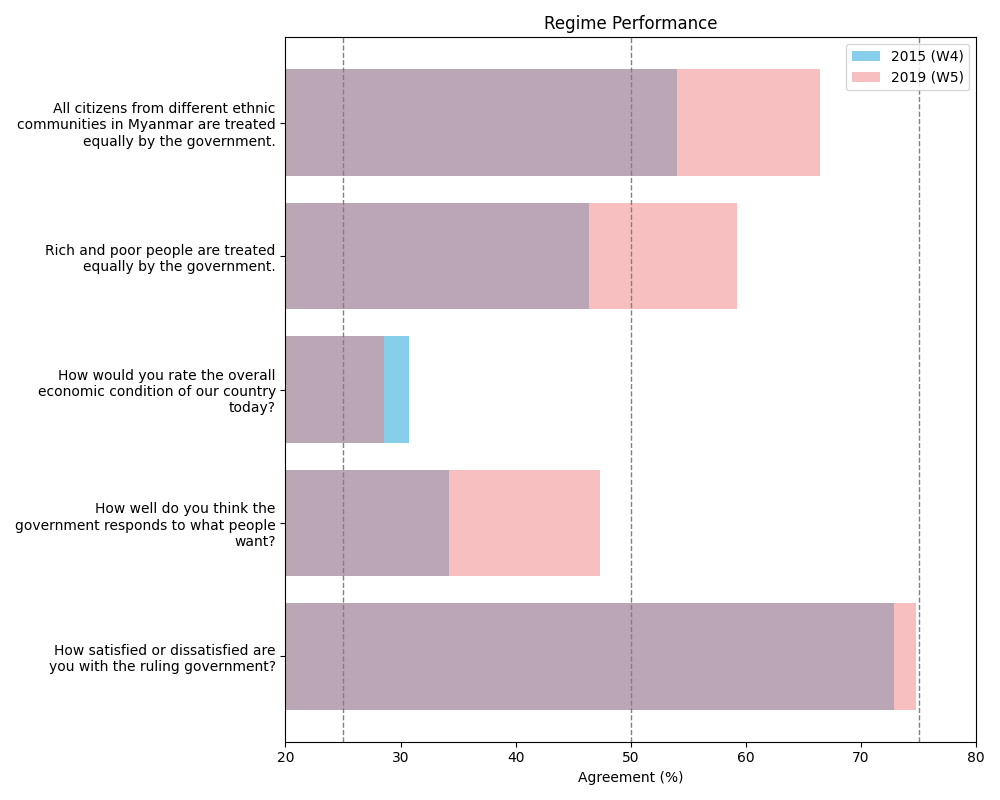 Regime Performance
2015 (W4)
2019 (W5)
All citizens from different ethnic
communities in Myanmar are treated
equally by the government.
Rich and poor people are treated
equally by the government.
How would you rate the overall
economic condition of our country
today?
How well do you think the
government responds to what people
want?
How satisfied or dissatisfied are
you with the ruling government?
20 30 40 50 60 70 80
Agreement (%)